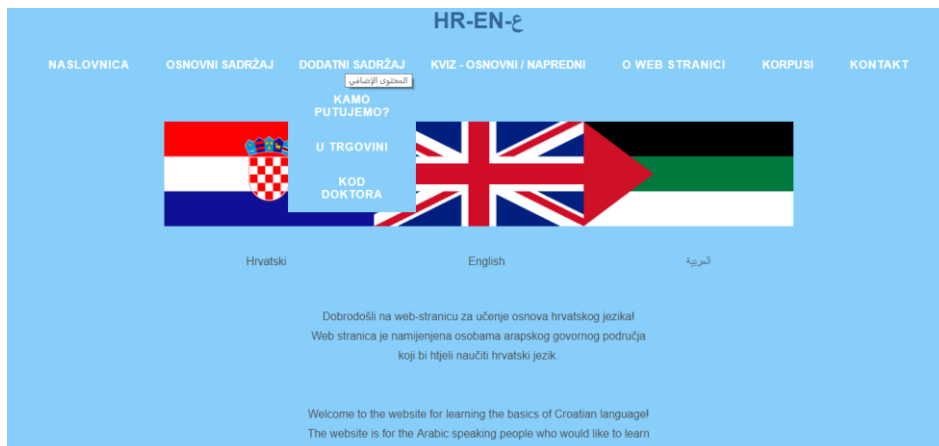 HR-EN-ع
NASLOVNICA OSNOVNI SADRŽAJ DODATNI SADRŽAJ KVIZ - OSNOVNI / NAPREDNI O WEB STRANICI KORPUSI KONTAKT
المحتوى الإضافي
KAMO
PUTUJEMO?
U TRGOVINI
KOD
DOKTORA
Hrvatski English العربية
Dobrodošli na web-stranicu za učenje osnova hrvatskog jezika!
Web stranica je namijenjena osobama arapskog govornog područja
koji bi htjeli naučiti hrvatski jezik.
Welcome to the website for learning the basics of Croatian language!
The website is for the Arabic speaking people who would like to learn